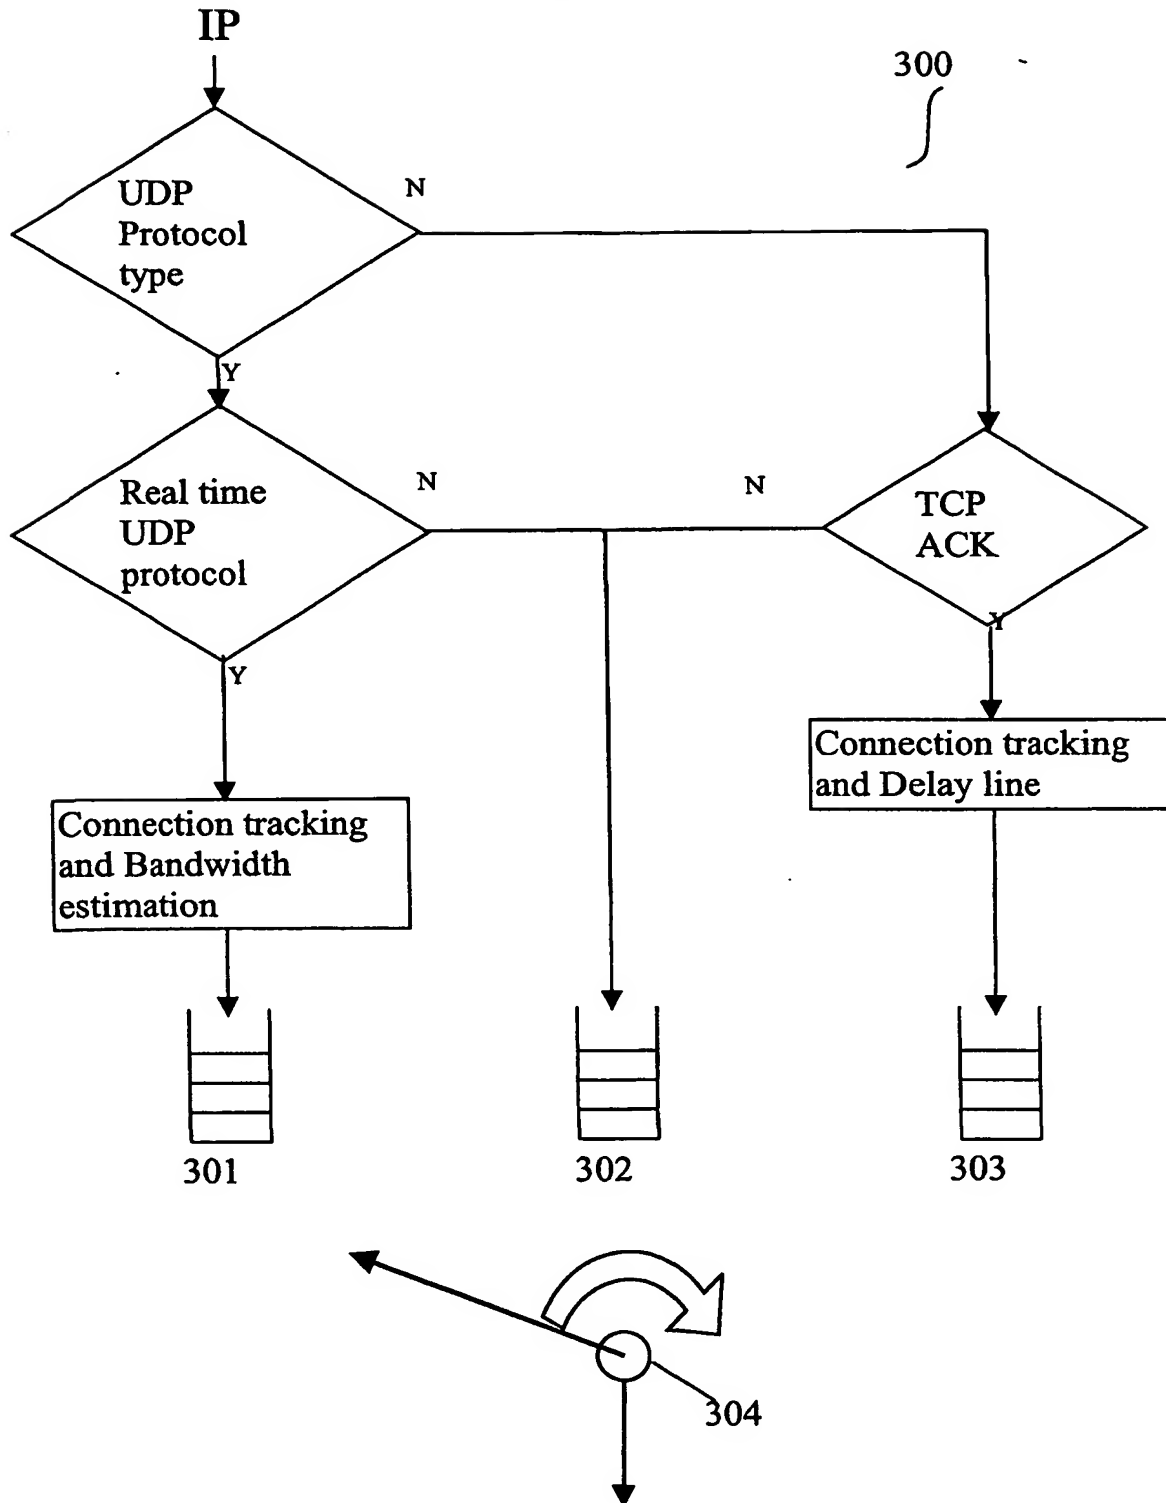 IP
300
UDP
Protocol
type
N
Y
Real time
UDP
protocol
N
N
TCP
ACK
Y
Y
Connection tracking
and Delay line
Connection tracking
and Bandwidth
estimation
301
302
303
304